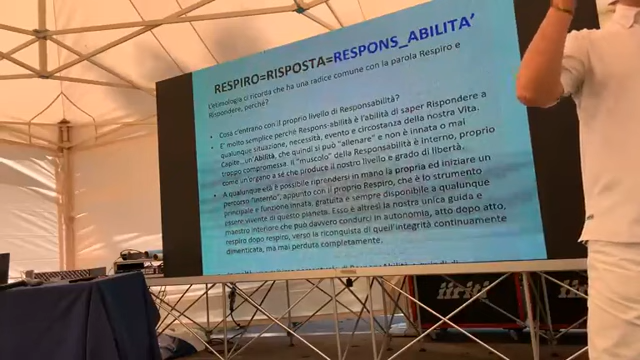 RESPIRO=RISPOSTA=RESPONS_ABILITA'
L'etimologia ci ricorda che ha una radice comune con la parola Respiro e
Rispondere, perché?
• Cosa c'entrano con il proprio livello di Responsabilità?
• E' molto semplice perché Respons-abilità è l'abilità di saper Rispondere a
qualunque situazione, necessità, evento e circostanza della nostra Vita.
Capite...un'Abilità, che quindi si può "allenare" e non è innata o mai
troppo compromessa. Il "muscolo" della Responsabilità è Interno, proprio
come un'organo a sé che produce il nostro livello e grado di libertà.
• A qualunque età è possibile riprendersi in mano la propria ed iniziare un
percorso "interno", appunto con il proprio Respiro, che è lo strumento
principale e funzione innata, gratuita e sempre disponibile a qualunque
essere vivente di questo pianeta. Esso è altresì la nostra unica guida e
maestro interiore che può davvero condurci in autonomia, atto dopo atto,
respiro dopo respiro, verso la riconquista di quell'integrità continuamente
dimenticata, ma mai perduta completamente.
iiriti